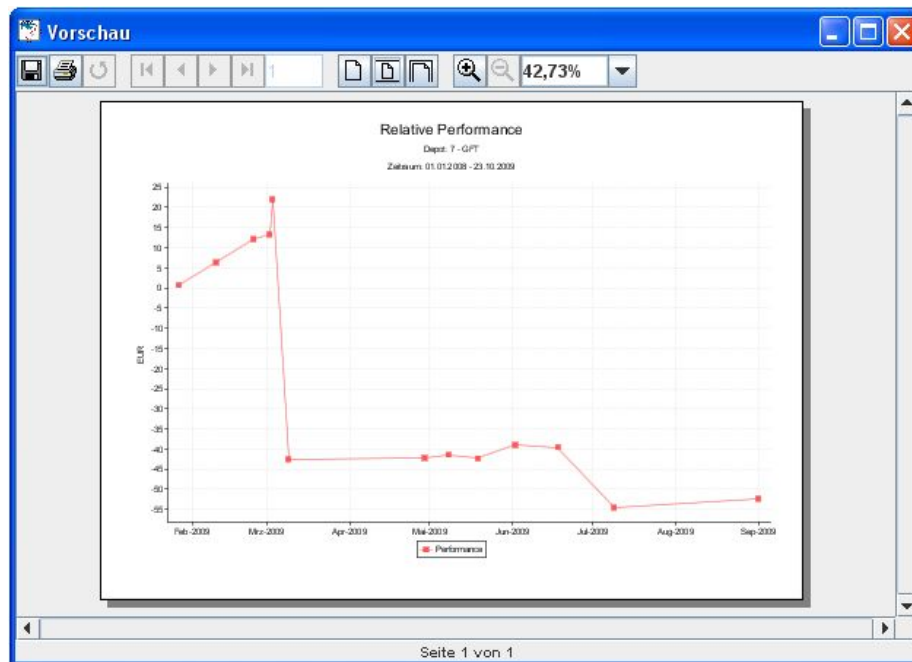 Vorschau
1
42,73%
Relative Performance
Depot: 7 - GFT
Zeitraum: 01.01.2008 - 23.10.2009
25
20
15
10
5
0
-5
-10
-15
-20
-25
-30
-35
-40
-45
-50
-55
EUR
Feb-2009 Mrz-2009 Apr-2009 Mai-2009 Jun-2009 Jul-2009 Aug-2009 Sep-2009
Performance
Seite 1 von 1